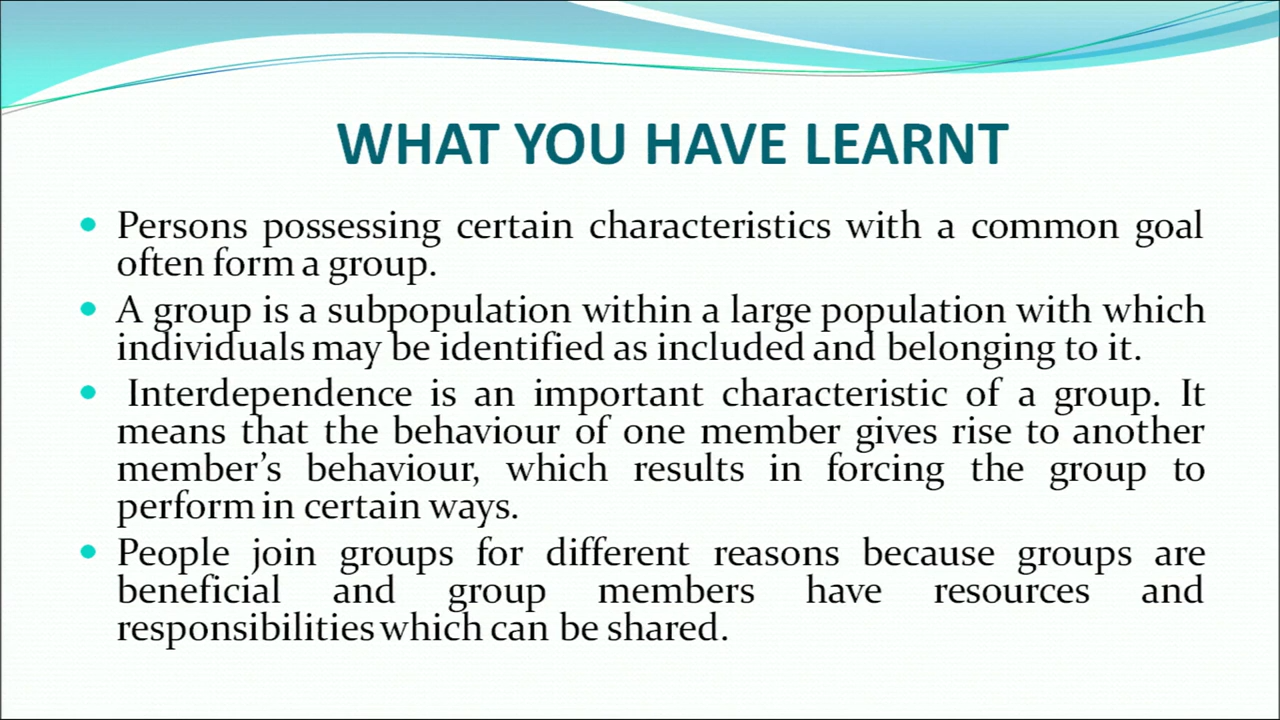 WHAT YOU HAVE LEARNT
• Persons possessing certain characteristics with a common goal
often form a group.
• A group is a subpopulation within a large population with which
individuals may be identified as included and belonging to it.
• Interdependence is an important characteristic of a group. It
means that the behaviour of one member gives rise to another
member’s behaviour, which results in forcing the group to
perform in certain ways.
• People join groups for different reasons because groups are
beneficial and group members have resources and
responsibilities which can be shared.